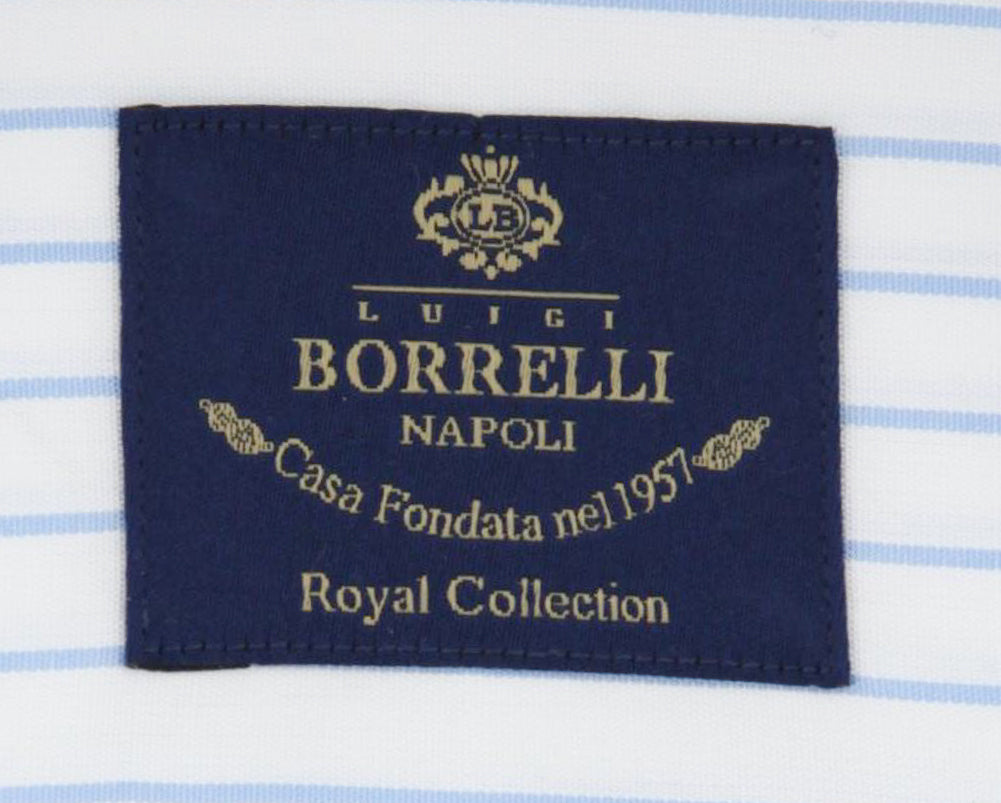 LB
LUIGI
BORRELLI
NAPOLI
Casa Fondata nel 1957
Royal Collection